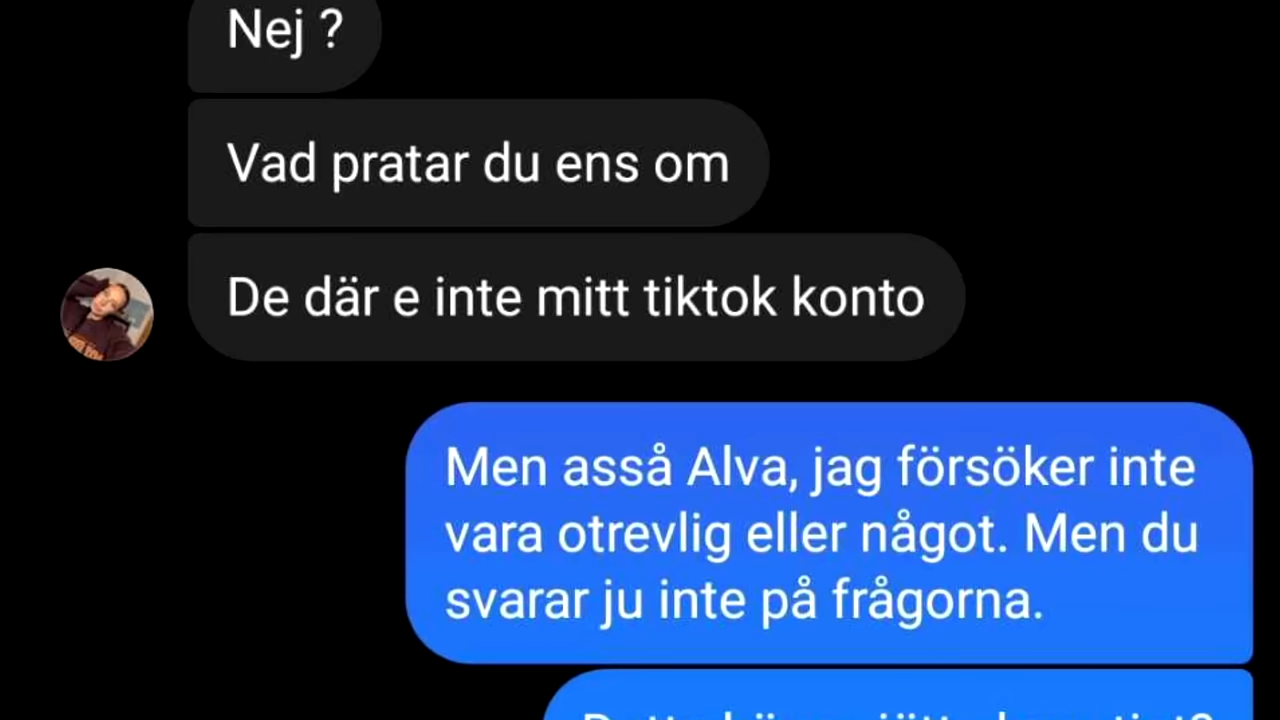 Nej ?
Vad pratar du ens om
De där e inte mitt tiktok konto
Men asså Alva, jag försöker inte
vara otrevlig eller något. Men du
svarar ju inte på frågorna.